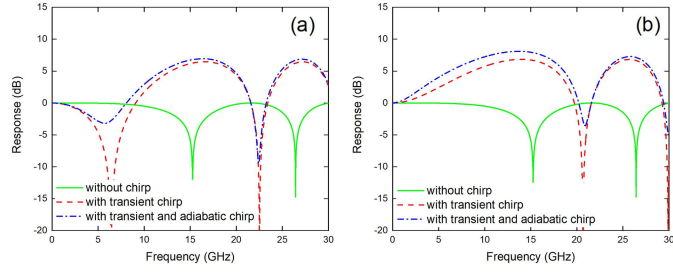 (a)
Response (dB)
10
5
0
-5
-10
-15
-20
without chirp
with transient chirp
with transient and adiabatic chirp
0 5 10 15 20 25 30
Frequency (GHz)
(b)
Response (dB)
10
5
0
-5
-10
-15
-20
without chirp
with transient chirp
with transient and adiabatic chirp
0 5 10 15 20 25 30
Frequency (GHz)